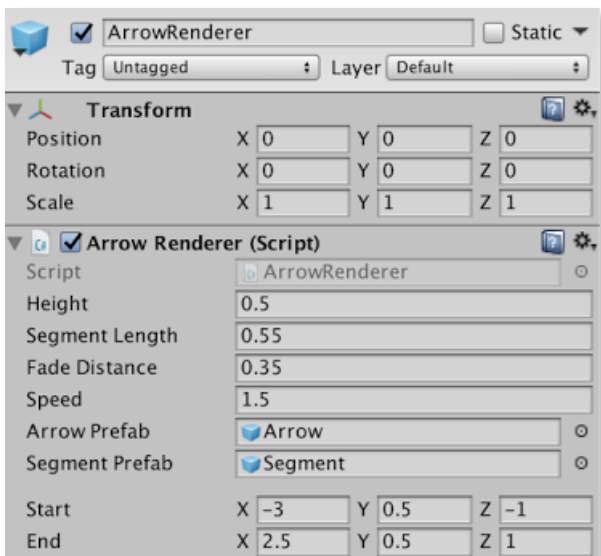 ArrowRenderer Static
Tag Untagged Layer Default
Transform
Position X 0 Y 0 Z 0
Rotation X 0 Y 0 Z 0
Scale X 1 Y 1 Z 1
C# Arrow Renderer (Script)
Script ArrowRenderer
Height 0.5
Segment Length 0.55
Fade Distance 0.35
Speed 1.5
Arrow Prefab Arrow
Segment Prefab Segment
Start X -3 Y 0.5 Z -1
End X 2.5 Y 0.5 Z 1